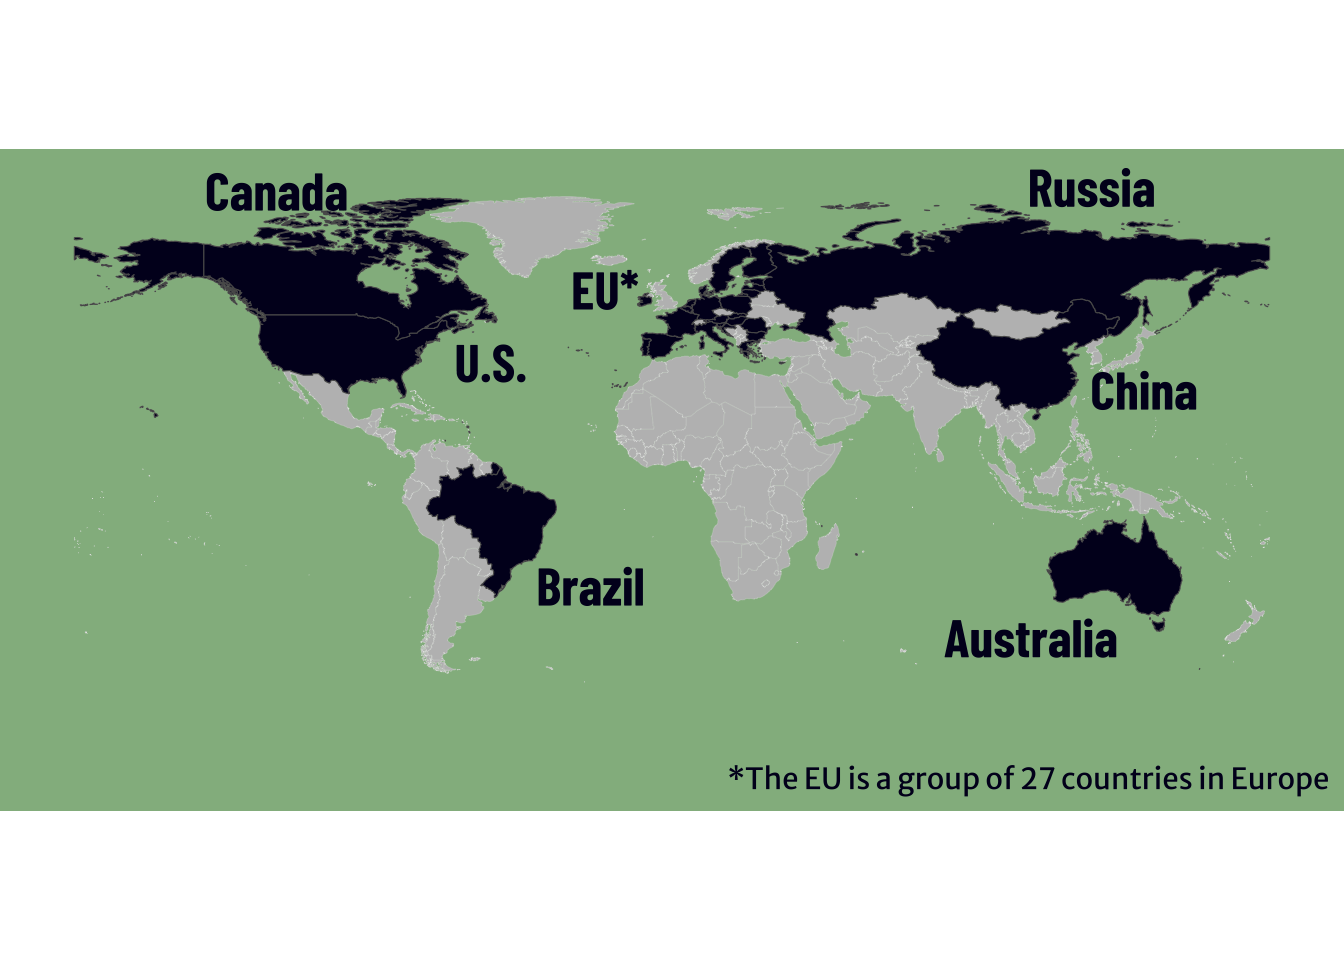 Canada
Russia
EU*
U.S.
China
Brazil
Australia
*The EU is a group of 27 countries in Europe